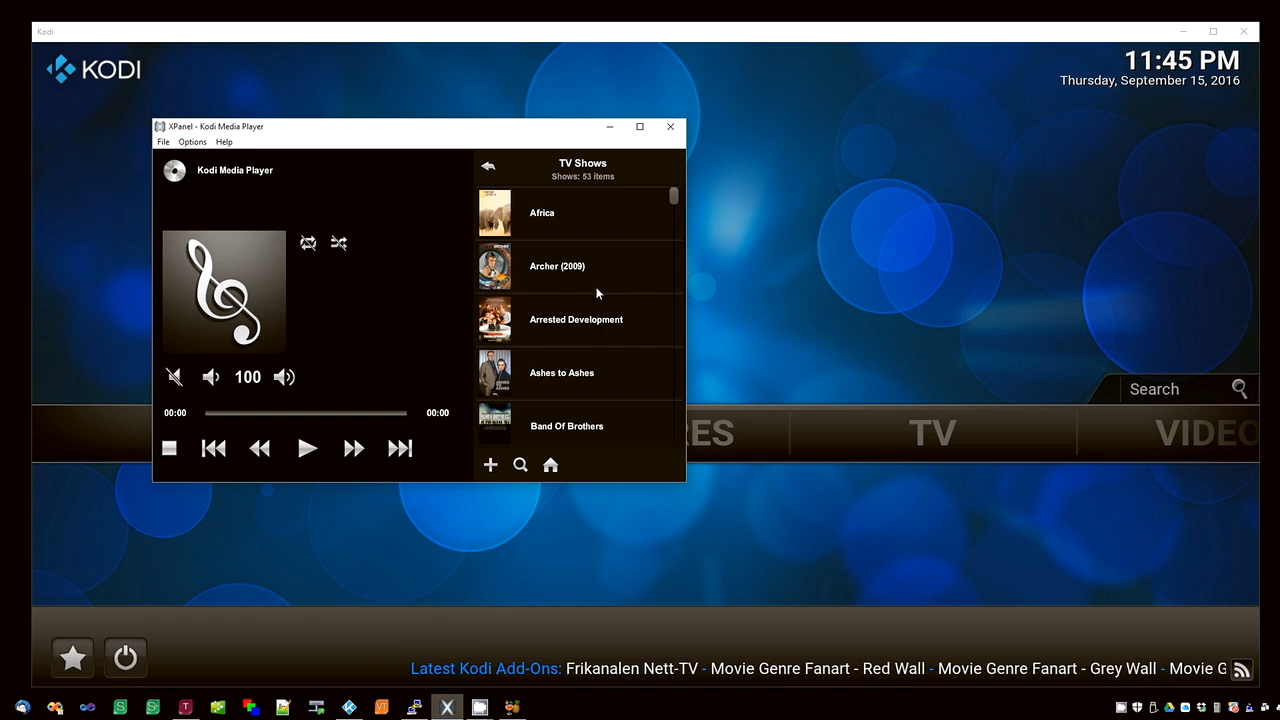 Kodi
KODI
11:45 PM
Thursday, September 15, 2016
XPanel - Kodi Media Player
File Options Help
Kodi Media Player
TV Shows
Shows: 53 items
Africa
Archer (2009)
Arrested Development
Ashes to Ashes
Band Of Brothers
100
00:00 00:00
Search
RES TV VIDEO
Latest Kodi Add-Ons: Frikanalen Nett-TV - Movie Genre Fanart - Red Wall - Movie Genre Fanart - Grey Wall - Movie G